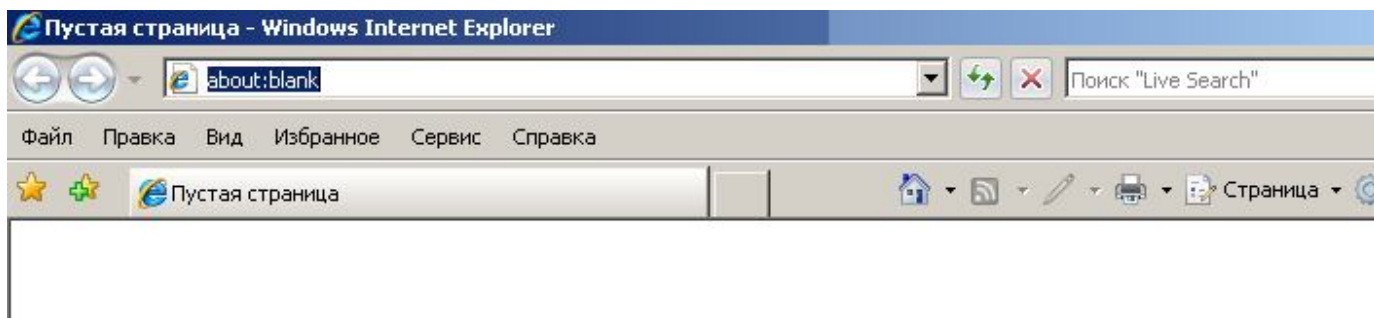 Пустая страница - Windows Internet Explorer
about:blank Поиск "Live Search"
Файл Правка Вид Избранное Сервис Справка
Пустая страница Страница